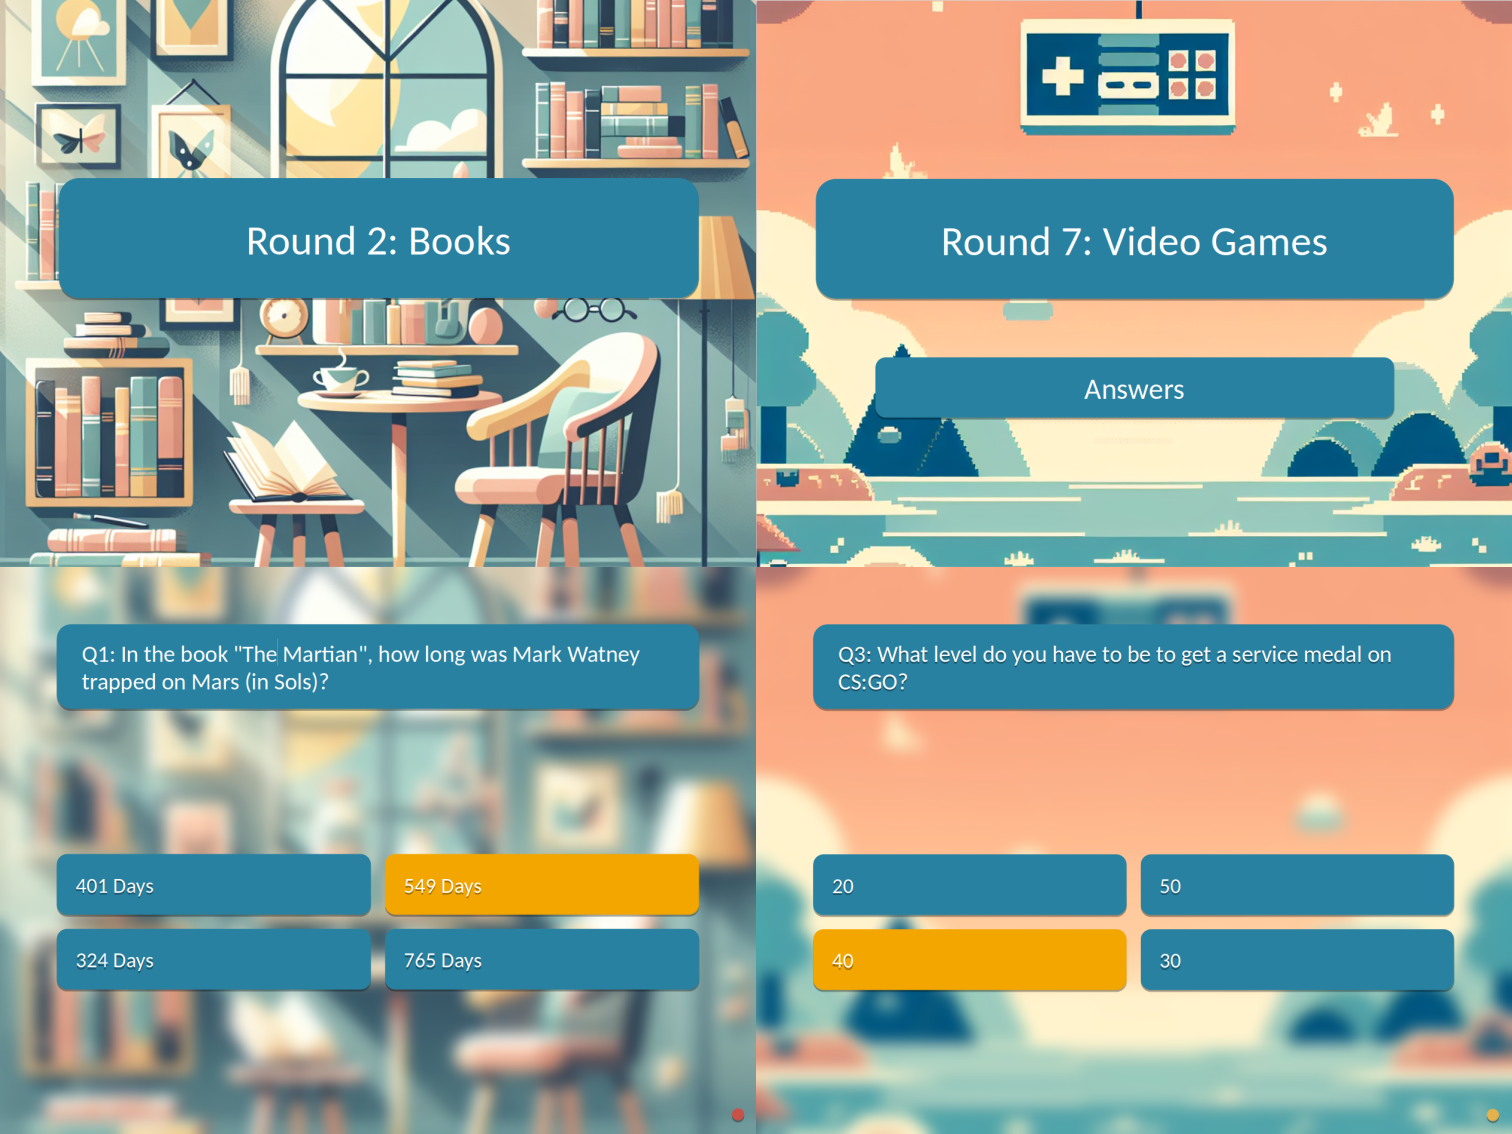 Round 2: Books
Round 7: Video Games
Answers
Q1: In the book "The Martian", how long was Mark Watney
trapped on Mars (in Sols)?
401 Days
549 Days
324 Days
765 Days
Q3: What level do you have to be to get a service medal on
CS:GO?
20
50
40
30